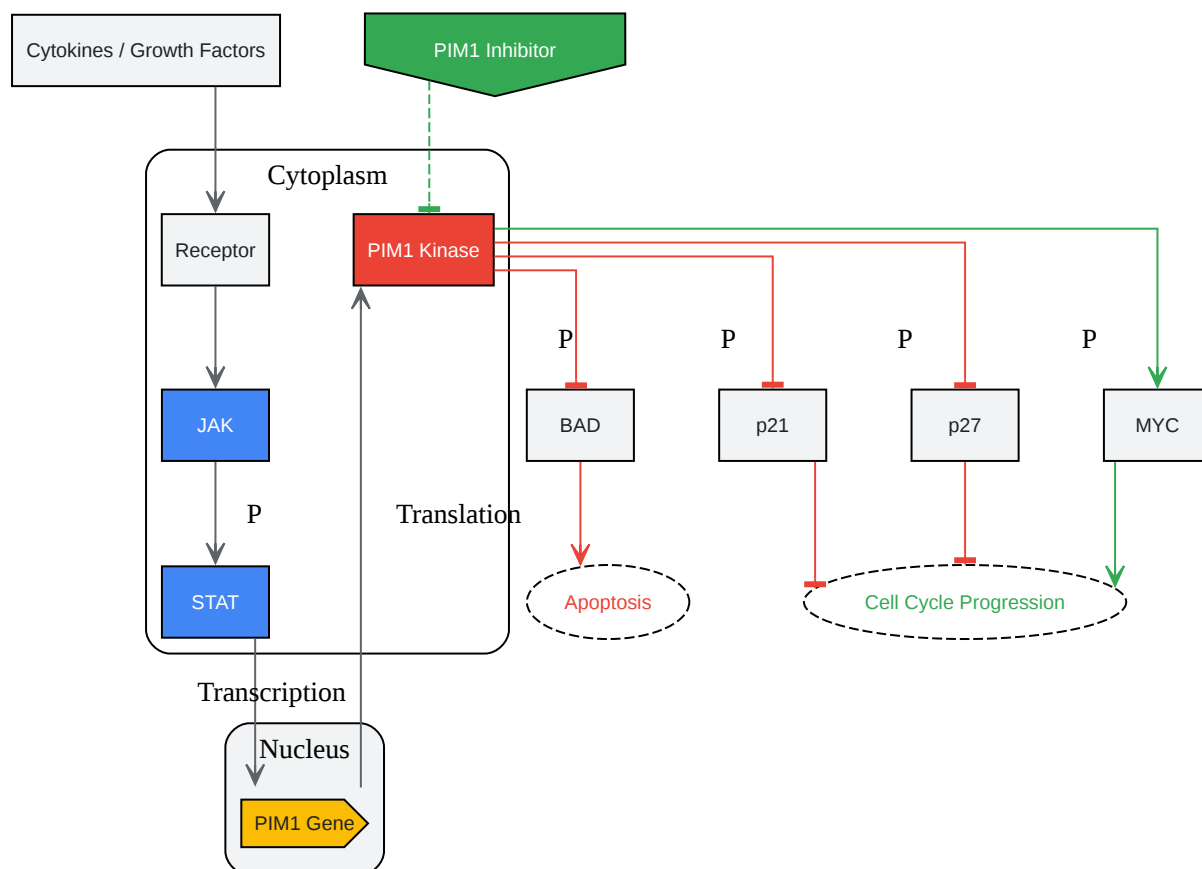 Cytokines / Growth Factors
PIM1 Inhibitor
Cytoplasm
Receptor
PIM1 Kinase
P
P
P
P
JAK
BAD
p21
p27
MYC
P
Translation
STAT
Apoptosis
Cell Cycle Progression
Transcription
Nucleus
PIM1 Gene